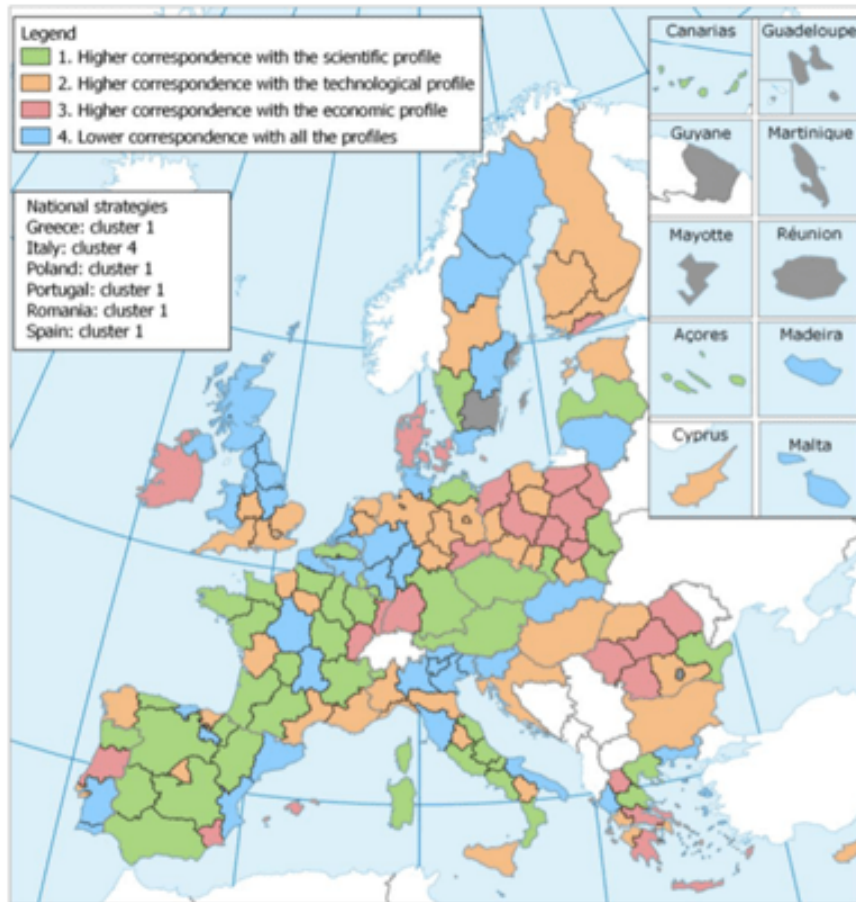 Legend
1. Higher correspondence with the scientific profile
2. Higher correspondence with the technological profile
3. Higher correspondence with the economic profile
4. Lower correspondence with all the profiles
National strategies
Greece: cluster 1
Italy: cluster 4
Poland: cluster 1
Portugal: cluster 1
Romania: cluster 1
Spain: cluster 1
Canarias
Guadeloupe
Guyane
Martinique
Mayotte
Réunion
Açores
Madeira
Cyprus
Malta